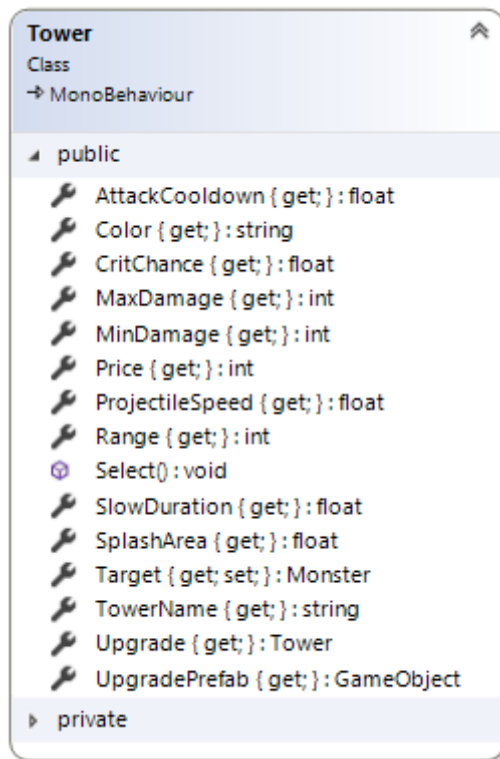 Tower
Class
MonoBehaviour
public
AttackCooldown { get; } : float
Color { get; } : string
CritChance { get; } : float
MaxDamage { get; } : int
MinDamage { get; } : int
Price { get; } : int
ProjectileSpeed { get; } : float
Range { get; } : int
Select() : void
SlowDuration { get; } : float
SplashArea { get; } : float
Target { get; set; } : Monster
TowerName { get; } : string
Upgrade { get; } : Tower
UpgradePrefab { get; } : GameObject
private